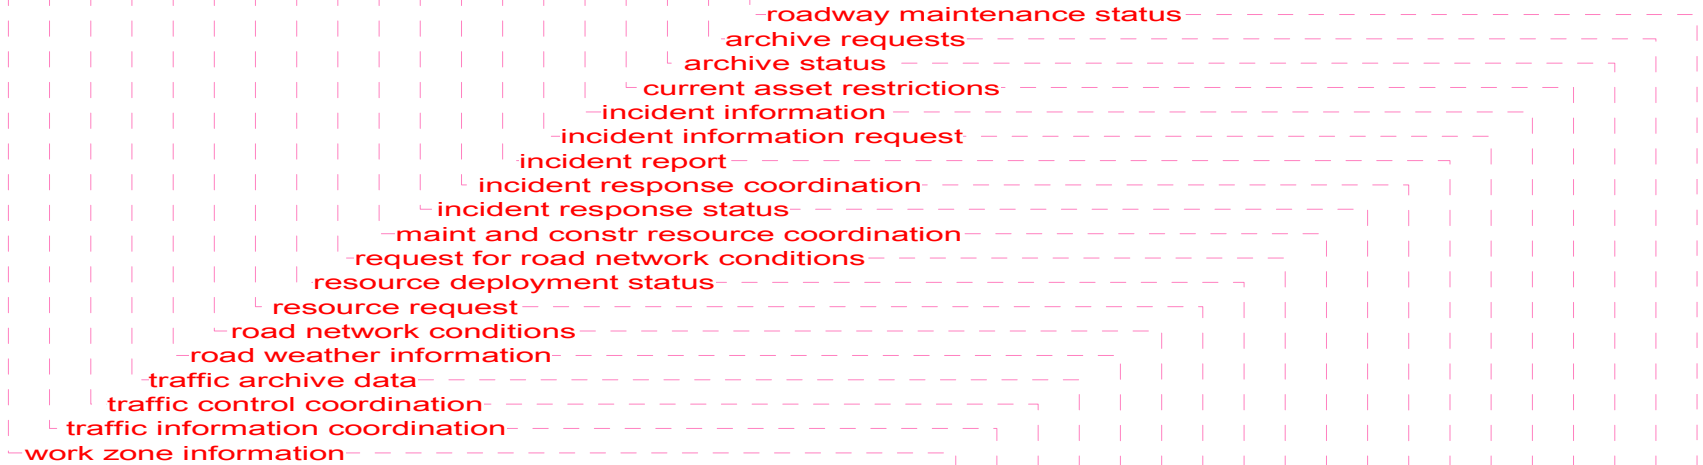 roadway maintenance status
archive requests
archive status
current asset restrictions
incident information
incident information request
incident report
incident response coordination
incident response status
maint and constr resource coordination
request for road network conditions
resource deployment status
resource request
road network conditions
road weather information
traffic archive data
traffic control coordination
traffic information coordination
work zone information